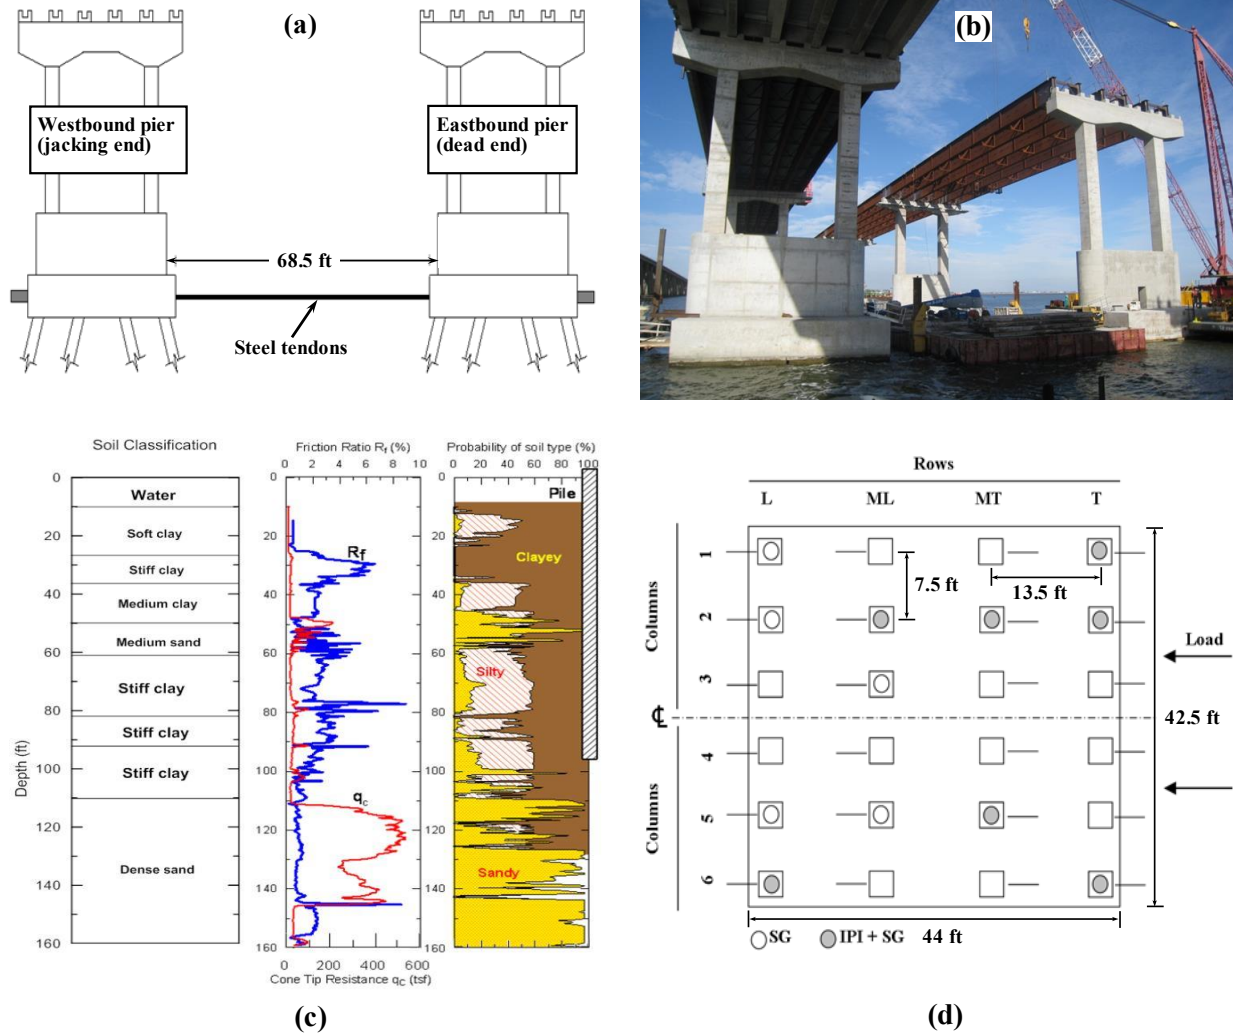 (a)
Westbound pier
(jacking end)
Eastbound pier
(dead end)
68.5 ft
Steel tendons
(b)
Soil Classification
Friction Ratio Rf (%)
Probability of soil type (%)
0 2 4 6 8 10
0 20 40 60 80 100
Depth (ft)
0
20
40
60
80
100
120
140
160
Water
Soft clay
Stiff clay
Medium clay
Medium sand
Stiff clay
Stiff clay
Stiff clay
Dense sand
0
20
40
60
80
100
120
140
160
Rf
qc
0 200 400 600
Cone Tip Resistance qc (tsf)
0
20
40
60
80
100
120
140
160
Pile
Clayey
Silty
Sandy
(c)
Rows
L ML MT T
Columns
1
2
3
℄
Columns
4
5
6
7.5 ft
13.5 ft
Load
42.5 ft
44 ft
SG
IPI + SG
(d)